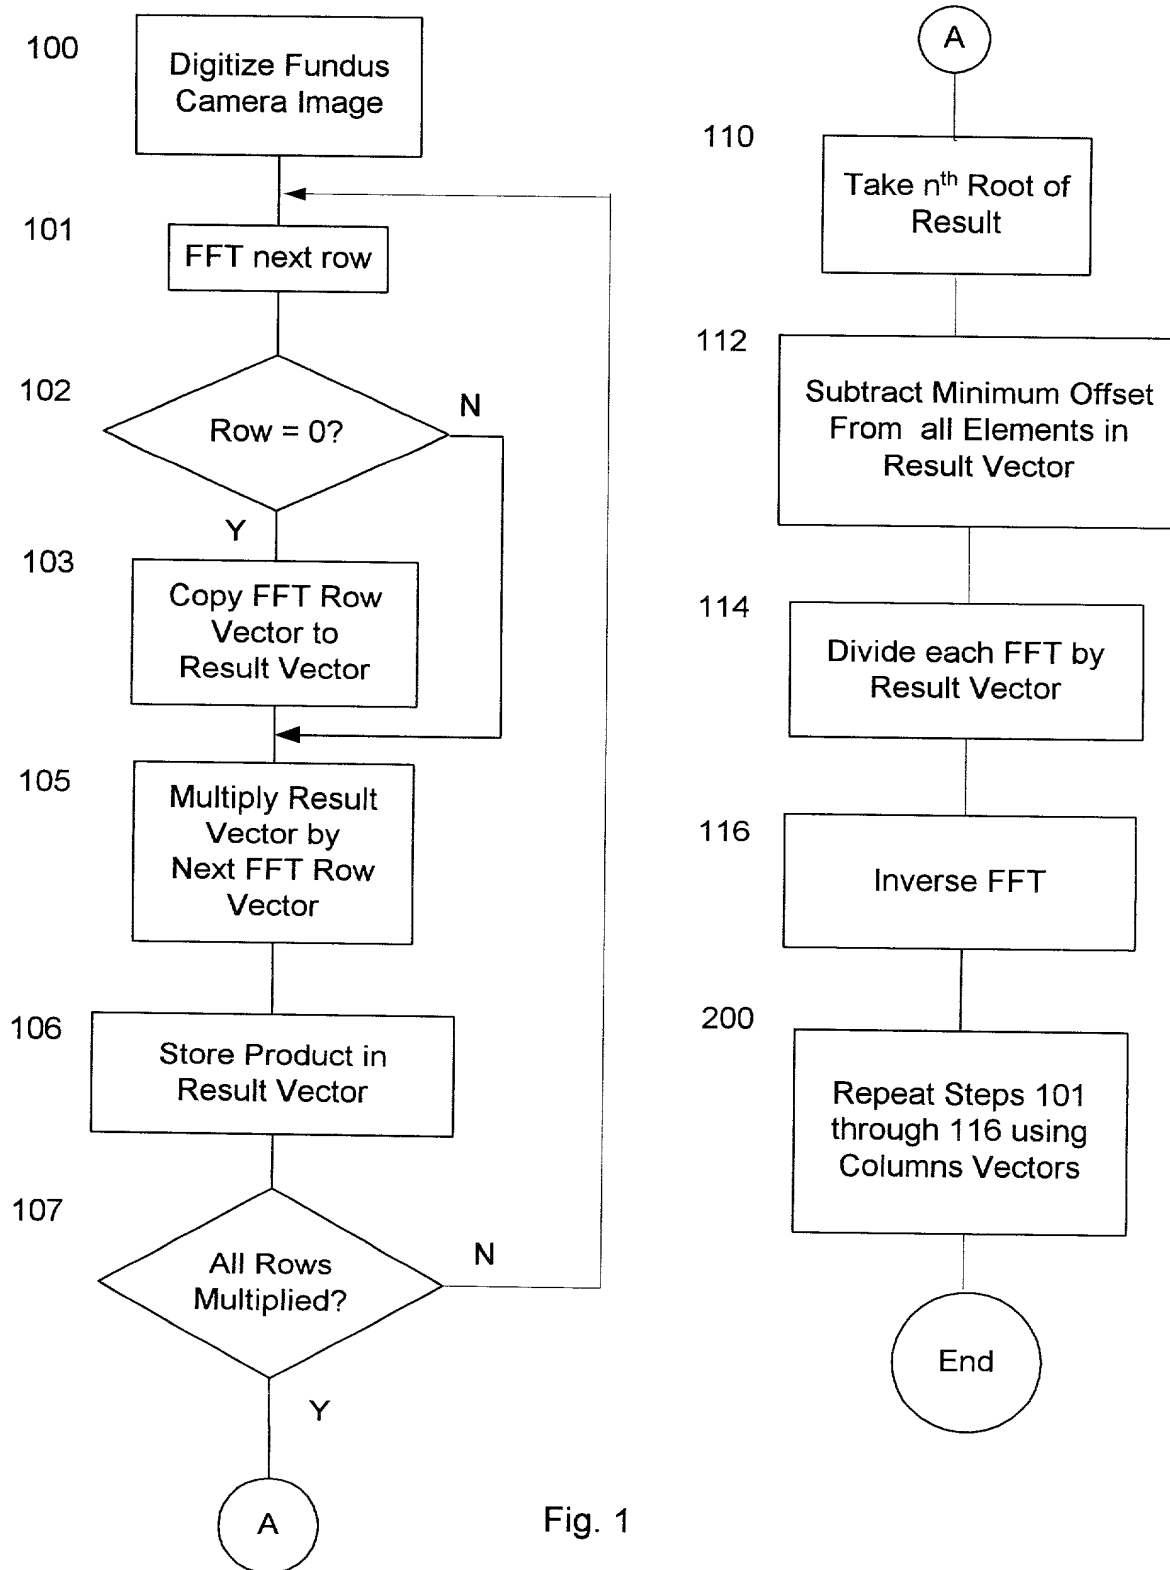 100
Digitize Fundus
Camera Image
101
FFT next row
102
Row = 0?
N
Y
103
Copy FFT Row
Vector to
Result Vector
105
Multiply Result
Vector by
Next FFT Row
Vector
106
Store Product in
Result Vector
107
All Rows
Multiplied?
N
Y
A
A
110
Take nth Root of
Result
112
Subtract Minimum Offset
From all Elements in
Result Vector
114
Divide each FFT by
Result Vector
116
Inverse FFT
200
Repeat Steps 101
through 116 using
Columns Vectors
End
Fig. 1